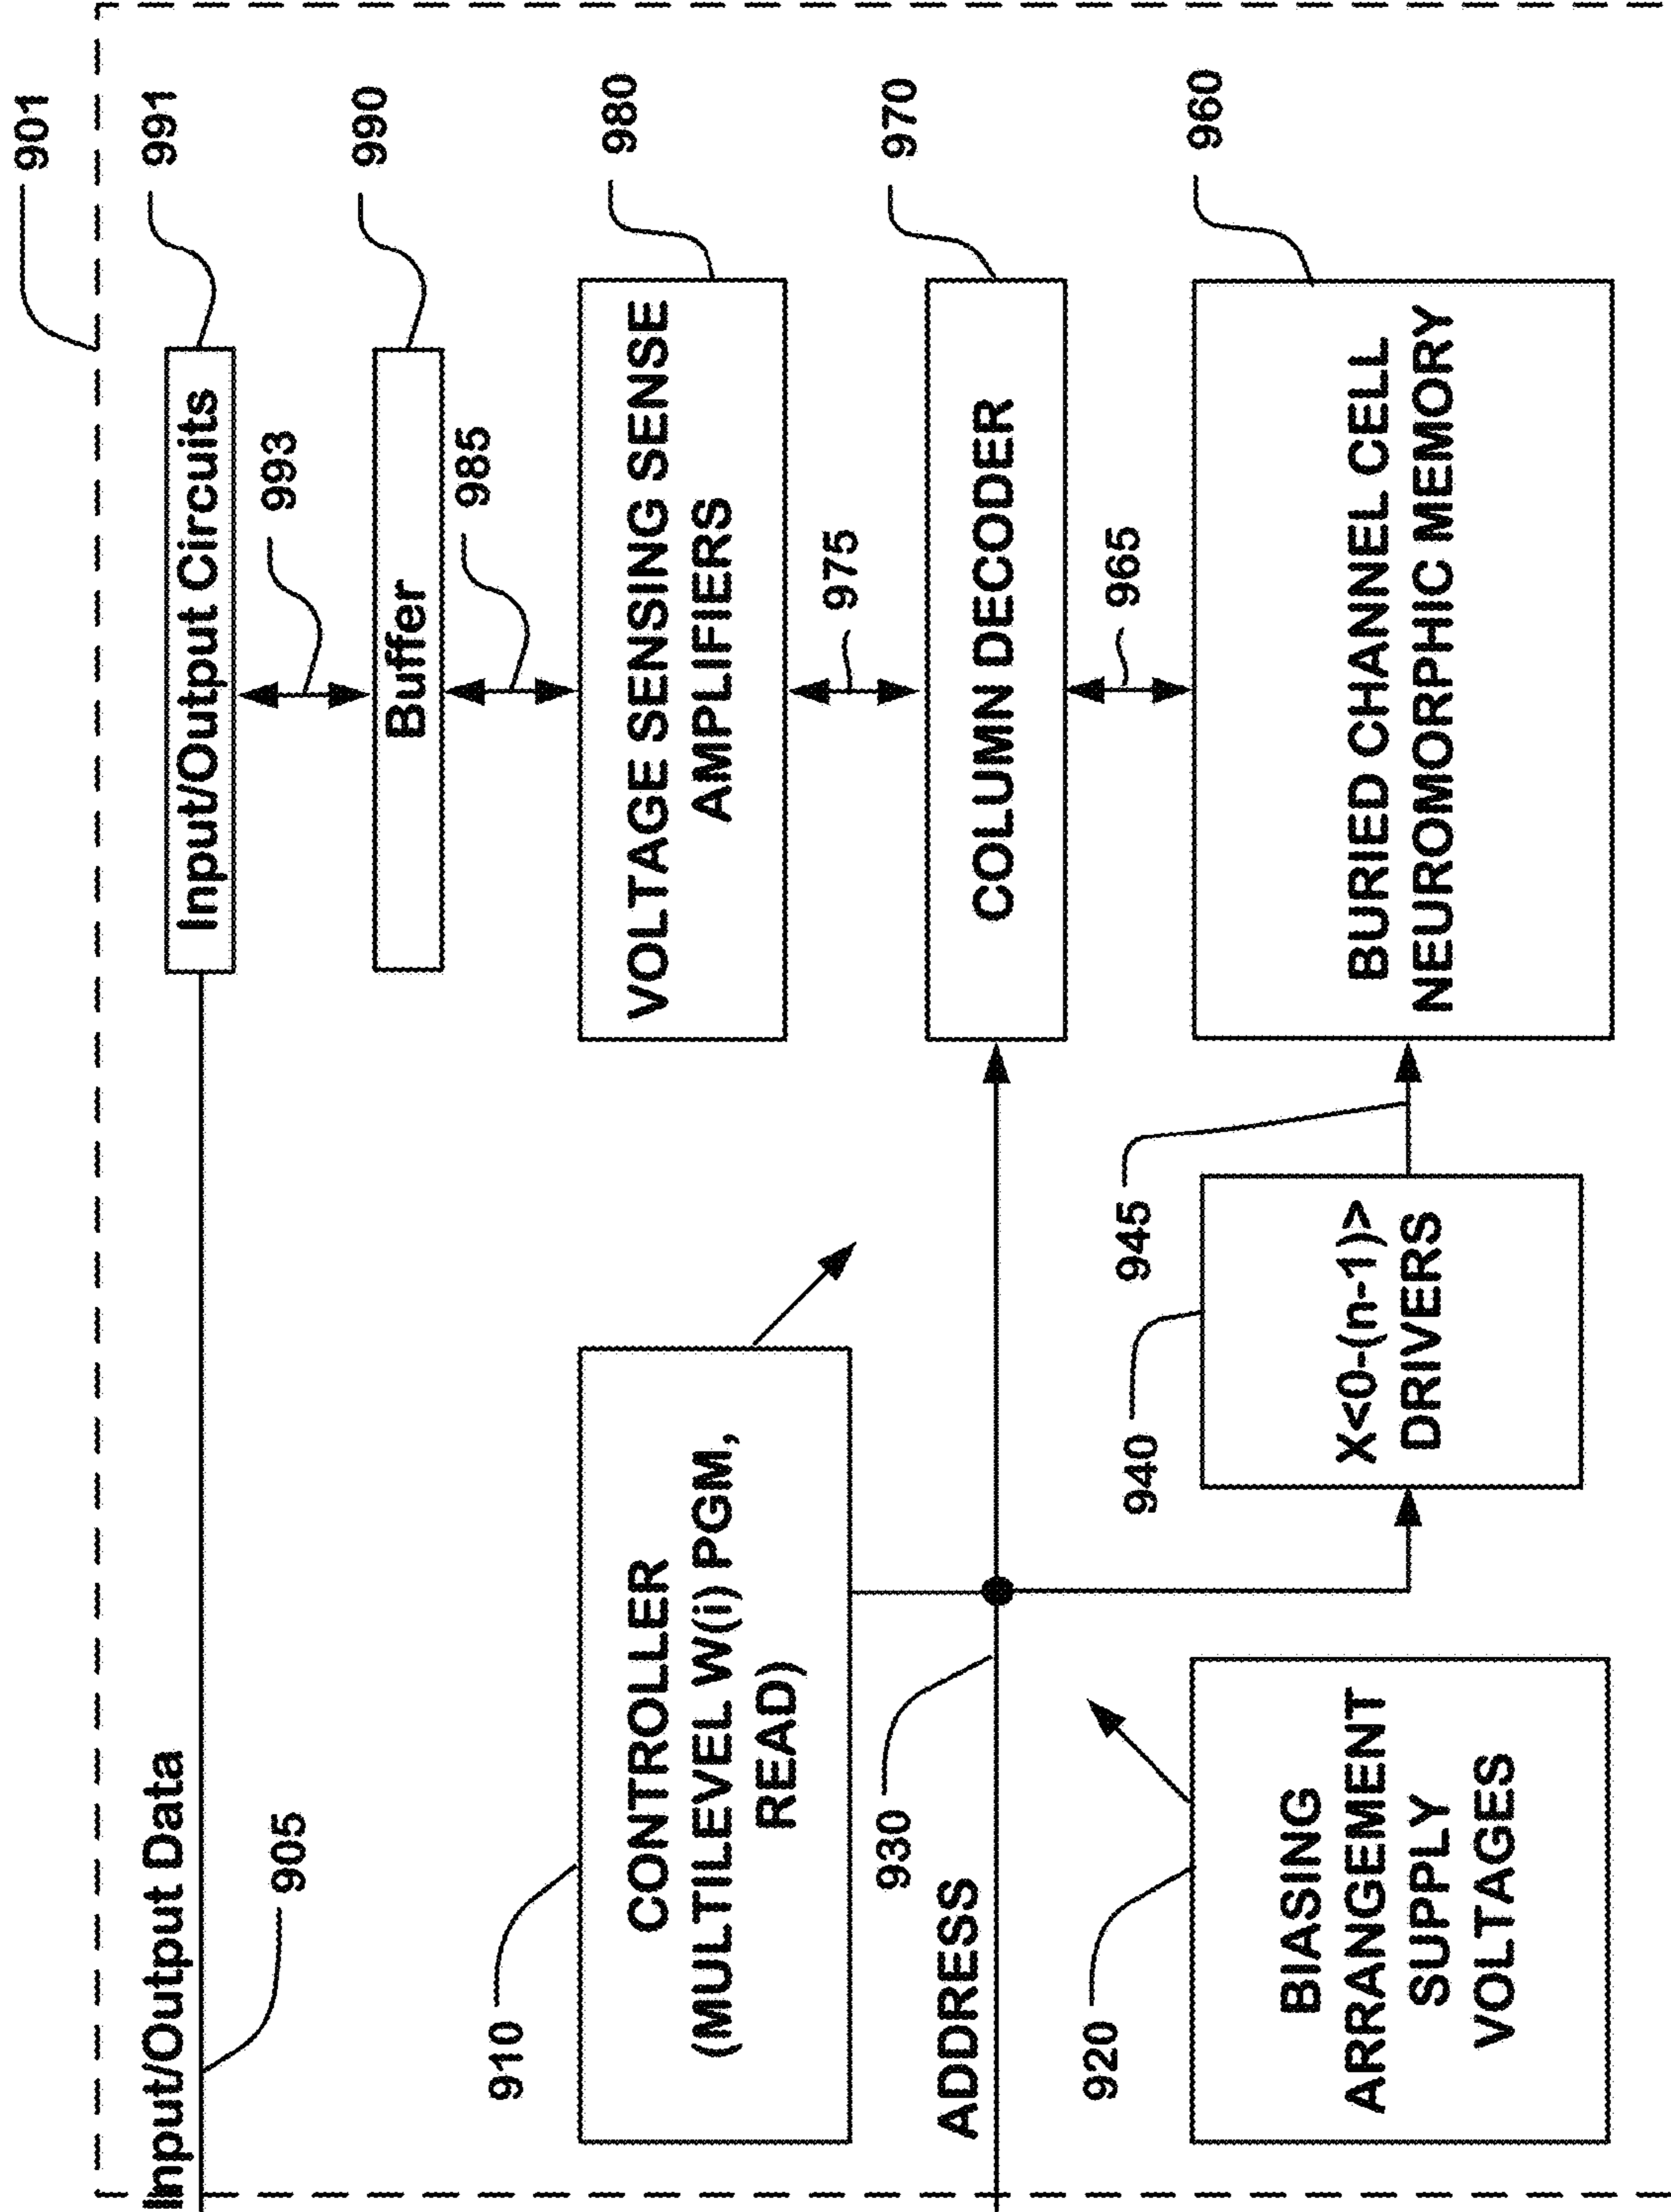 901
Input/Output Data
905
Input/Output Circuits
991
993
Buffer
990
985
910
CONTROLLER
(MULTILEVEL W(i) PGM,
READ)
VOLTAGE SENSING SENSE
AMPLIFIERS
980
975
930
ADDRESS
COLUMN DECODER
970
965
920
BIASING
ARRANGEMENT
SUPPLY
VOLTAGES
940
X<0-(n-1)>
DRIVERS
945
BURIED CHANNEL CELL
NEUROMORPHIC MEMORY
960